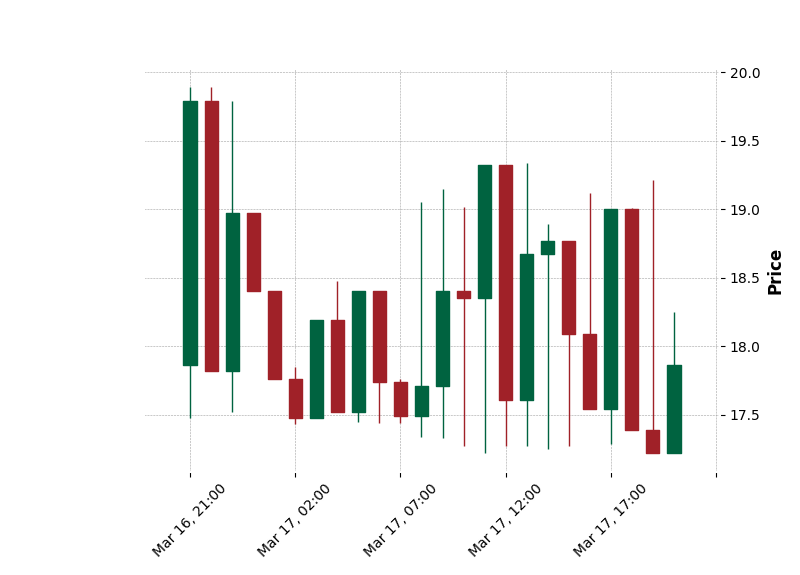 20.0
19.5
19.0
18.5
18.0
17.5
Price
Mar 16, 21:00
Mar 17, 02:00
Mar 17, 07:00
Mar 17, 12:00
Mar 17, 17:00